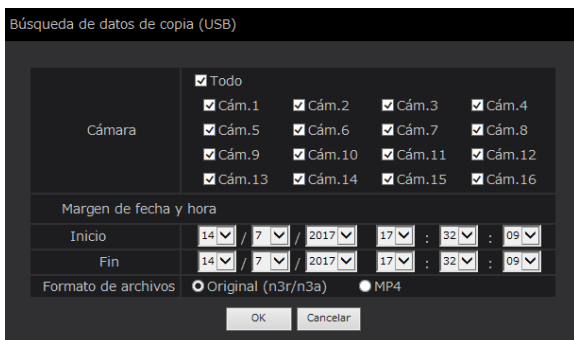 Búsqueda de datos de copia (USB)
Todo
Cámara
Cám.1 Cám.2 Cám.3 Cám.4
Cám.5 Cám.6 Cám.7 Cám.8
Cám.9 Cám.10 Cám.11 Cám.12
Cám.13 Cám.14 Cám.15 Cám.16
Margen de fecha y hora
Inicio 14 / 7 / 2017 17 : 32 : 09
Fin 14 / 7 / 2017 17 : 32 : 09
Formato de archivos Original (n3r/n3a) MP4
OK Cancelar